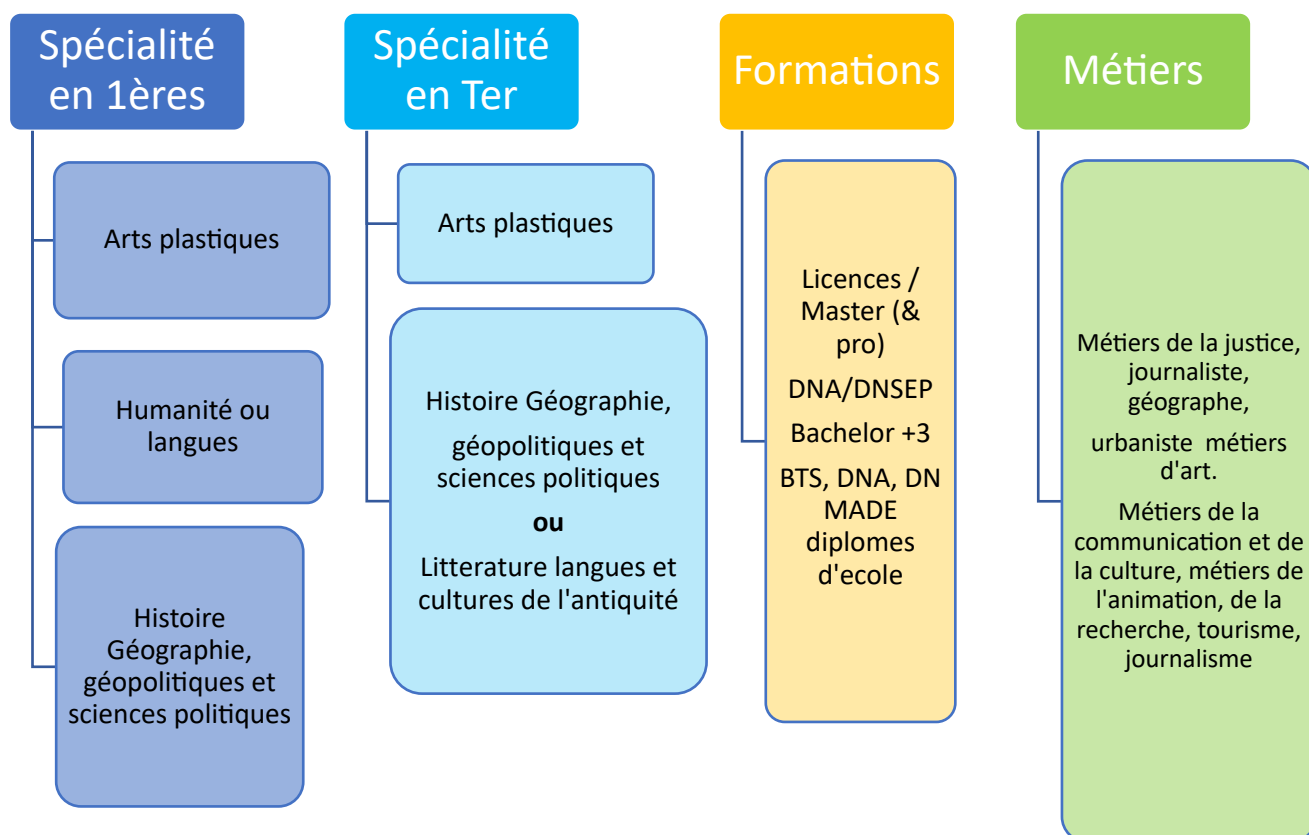 Spécialité
en 1ères
Arts plastiques
Humanité ou
langues
Histoire
Géographie,
géopolitiques et
sciences politiques
Spécialité
en Ter
Arts plastiques
Histoire Géographie,
géopolitiques et
sciences politiques
ou
Litterature langues et
cultures de l'antiquité
Formations
Licences /
Master (&
pro)
DNA/DNSEP
Bachelor +3
BTS, DNA, DN
MADE
diplomes
d'ecole
Métiers
Métiers de la justice,
journaliste,
géographe,
urbaniste métiers
d'art.
Métiers de la
communication et de
la culture, métiers de
l'animation, de la
recherche, tourisme,
journalisme